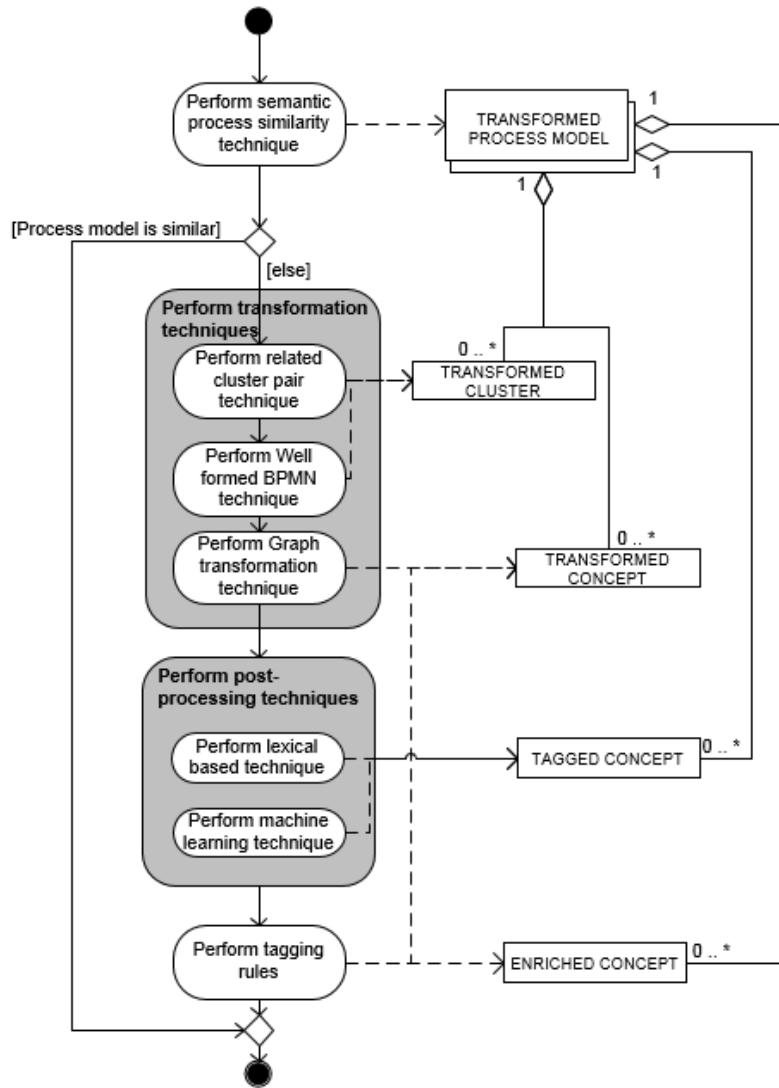 Perform semantic
process similarity
technique
TRANSFORMED
PROCESS MODEL
1
1
1
[Process model is similar]
[else]
Perform transformation
techniques
Perform related
cluster pair
technique
0 .. *
TRANSFORMED
CLUSTER
Perform Well
formed BPMN
technique
Perform Graph
transformation
technique
0 .. *
TRANSFORMED
CONCEPT
Perform post-
processing techniques
Perform lexical
based technique
TAGGED CONCEPT
0 .. *
Perform machine
learning technique
Perform tagging
rules
ENRICHED CONCEPT
0 .. *